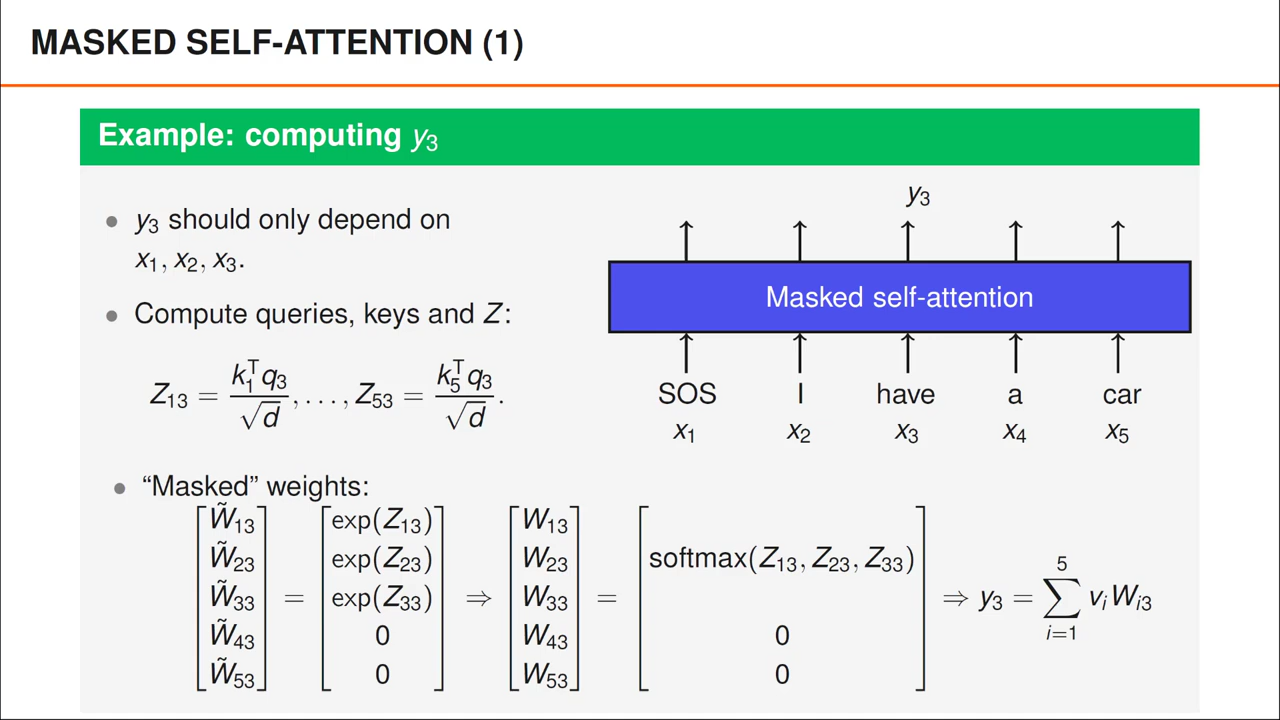 MASKED SELF-ATTENTION (1)
Example: computing y₃
• y₃ should only depend on
x₁, x₂, x₃.
• Compute queries, keys and Z:
Z₁₃ = k₁ᵀq₃ / √d, . . . , Z₅₃ = k₅ᵀq₃ / √d.
y₃
Masked self-attention
SOS I have a car
x₁ x₂ x₃ x₄ x₅
• “Masked” weights:
[W̃₁₃ W̃₂₃ W̃₃₃ W̃₄₃ W̃₅₃] = [exp(Z₁₃) exp(Z₂₃) exp(Z₃₃) 0 0] ⇒ [W₁₃ W₂₃ W₃₃ W₄₃ W₅₃] = [softmax(Z₁₃, Z₂₃, Z₃₃) 0 0] ⇒ y₃ = ∑ᵢ₌₁⁵ vᵢWᵢ₃